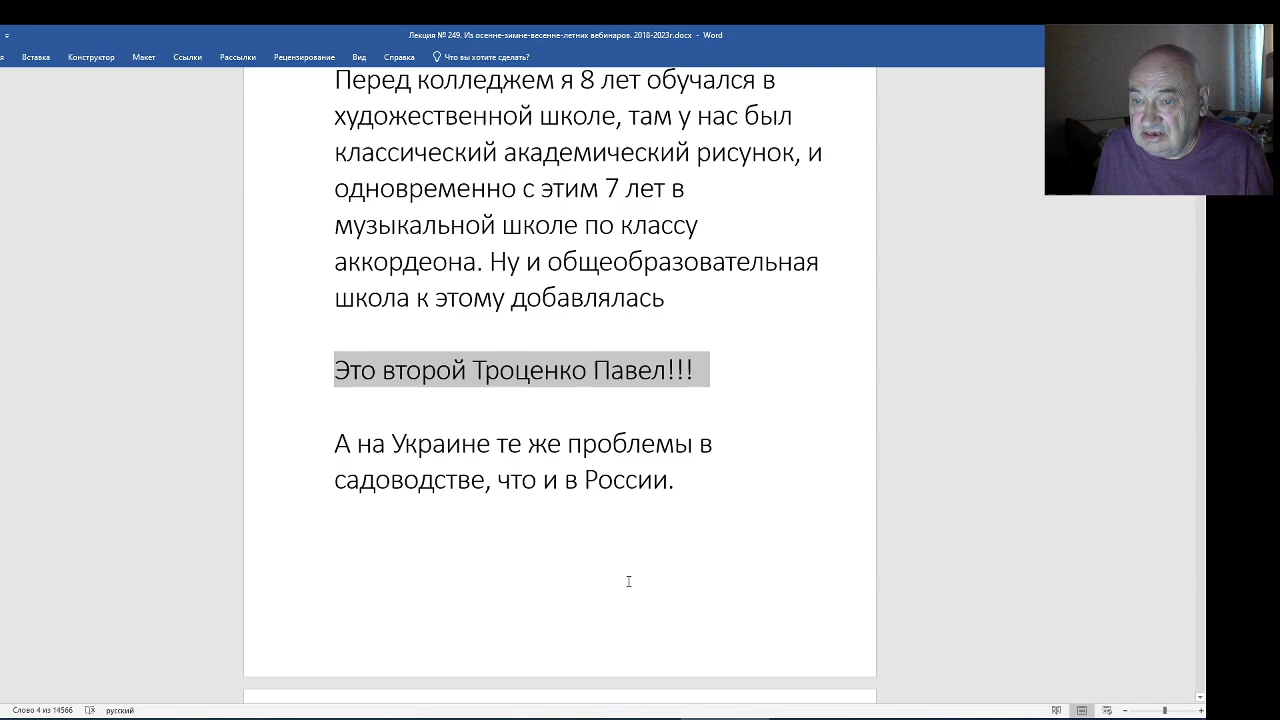 Лекция № 249. Из осенне-зимне-весенне-летних вебинаров. 2018-2023г.docx - Word
я Вставка Конструктор Макет Ссылки Рассылки Рецензирование Вид Справка Что вы хотите сделать?
Перед колледжем я 8 лет обучался в
художественной школе, там у нас был
классический академический рисунок, и
одновременно с этим 7 лет в
музыкальной школе по классу
аккордеона. Ну и общеобразовательная
школа к этому добавлялась
Это второй Троценко Павел!!!
А на Украине те же проблемы в
садоводстве, что и в России.
Слово 4 из 14566 русский